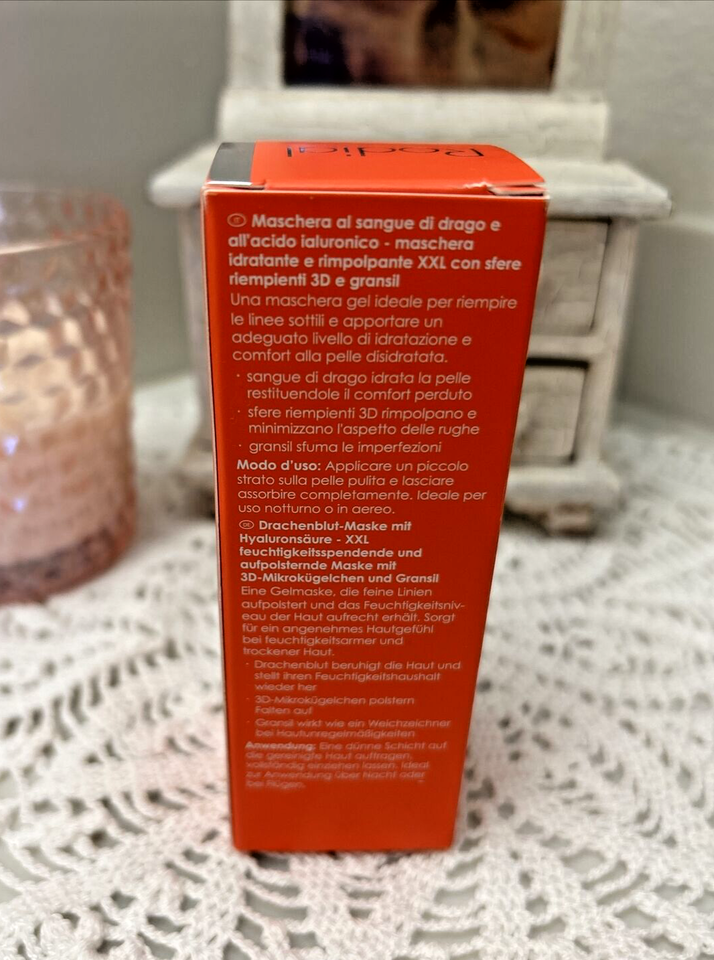 Rodial
IT Maschera al sangue di drago e
all'acido ialuronico - maschera
idratante e rimpolpante XXL con sfere
riempienti 3D e gransil
Una maschera gel ideale per riempire
le linee sottili e apportare un
adeguato livello di idratazione e
comfort alla pelle disidratata.
· sangue di drago idrata la pelle
restituendole il comfort perduto
· sfere riempienti 3D rimpolpano e
minimizzano l'aspetto delle rughe
· gransil sfuma le imperfezioni
Modo d'uso: Applicare un piccolo
strato sulla pelle pulita e lasciare
assorbire completamente. Ideale per
uso notturno o in aereo.
DE Drachenblut-Maske mit
Hyaluronsäure - XXL
feuchtigkeitsspendende und
aufpolsternde Maske mit
3D-Mikrokügelchen und Gransil
Eine Gelmaske, die feine Linien
aufpolstert und das Feuchtigkeitsniv-
eau der Haut aufrecht erhält. Sorgt
für ein angenehmes Hautgefühl
bei feuchtigkeitsarmer und
trockener Haut.
· Drachenblut beruhigt die Haut und
stellt ihren Feuchtigkeitshaushalt
wieder her
· 3D-Mikrokügelchen polstern
Falten auf
· Gransil wirkt wie ein Weichzeichner
bei Hautunregelmäßigkeiten
Anwendung: Eine dünne Schicht auf
die gereinigte Haut auftragen,
vollständig einziehen lassen. Ideal
zur Anwendung über Nacht oder
bei Flügen.